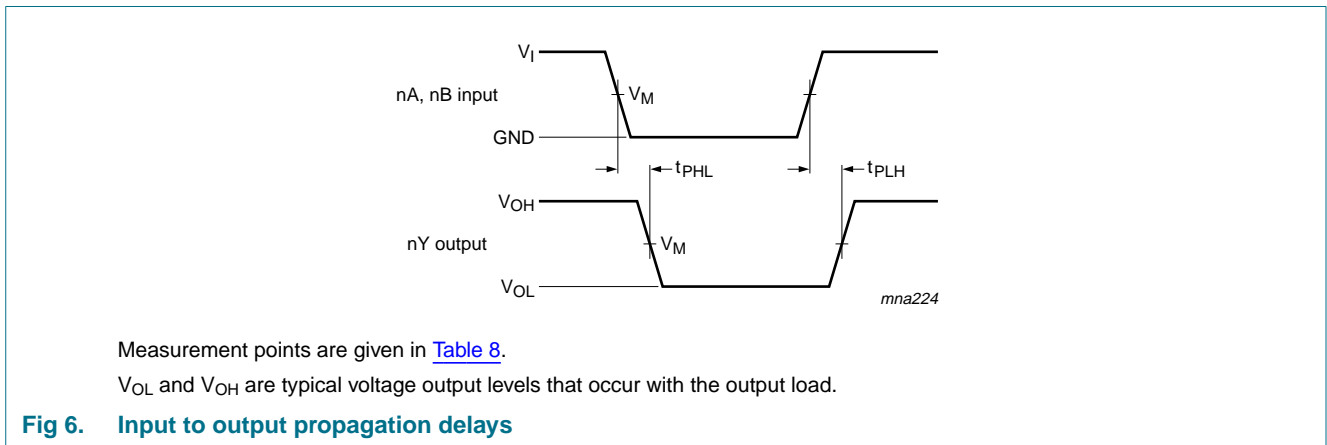 VI
nA, nB input VM
GND
tPHL tPLH
VOH
nY output VM
VOL
mna224
Measurement points are given in Table 8.
VOL and VOH are typical voltage output levels that occur with the output load.
Fig 6. Input to output propagation delays